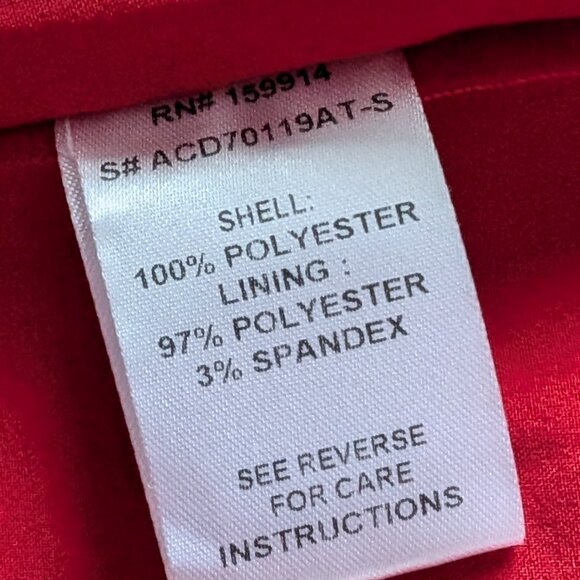 RN# 159914
S# ACD70119AT-S
SHELL:
100% POLYESTER
LINING :
97% POLYESTER
3% SPANDEX
SEE REVERSE
FOR CARE
INSTRUCTIONS